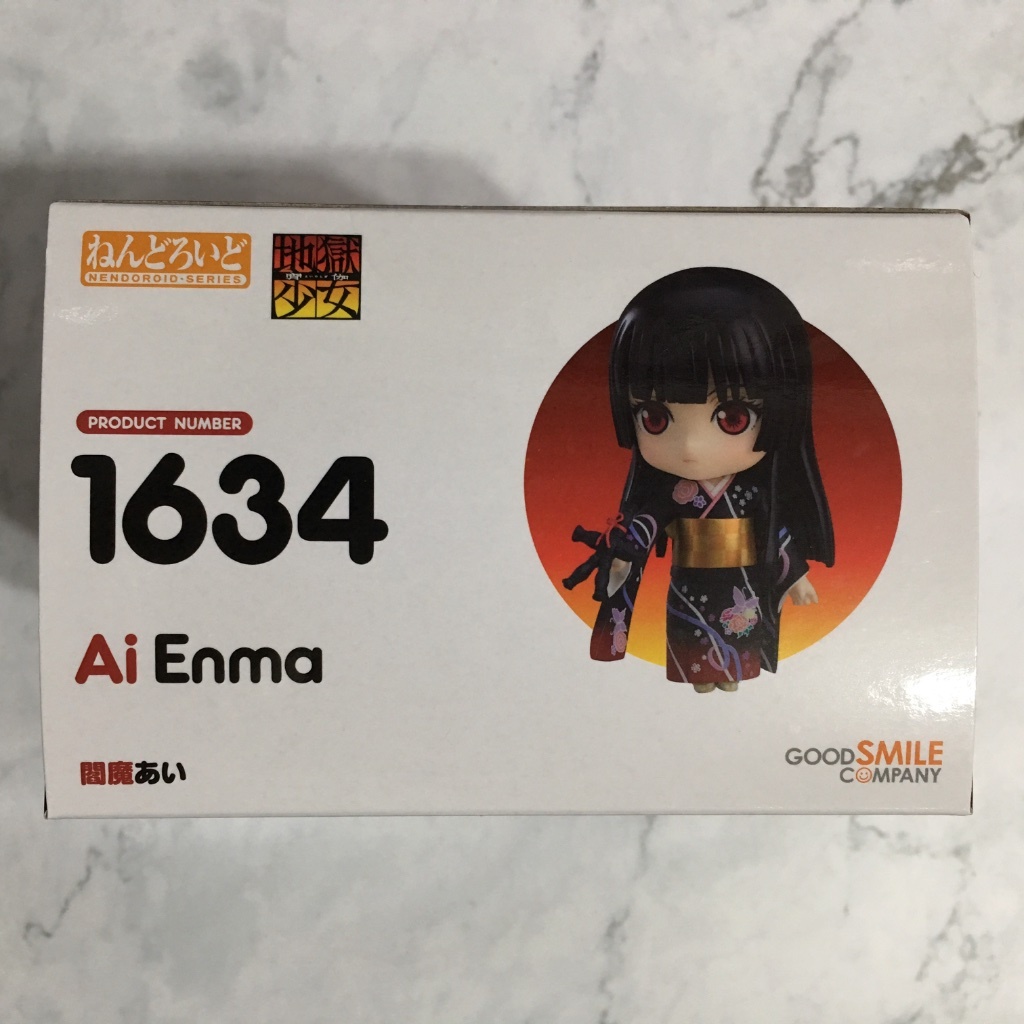 ねんどろいど
NENDOROID•SERIES
地獄
少女
PRODUCT NUMBER
1634
Ai Enma
閻魔あい
GOOD SMILE
COMPANY